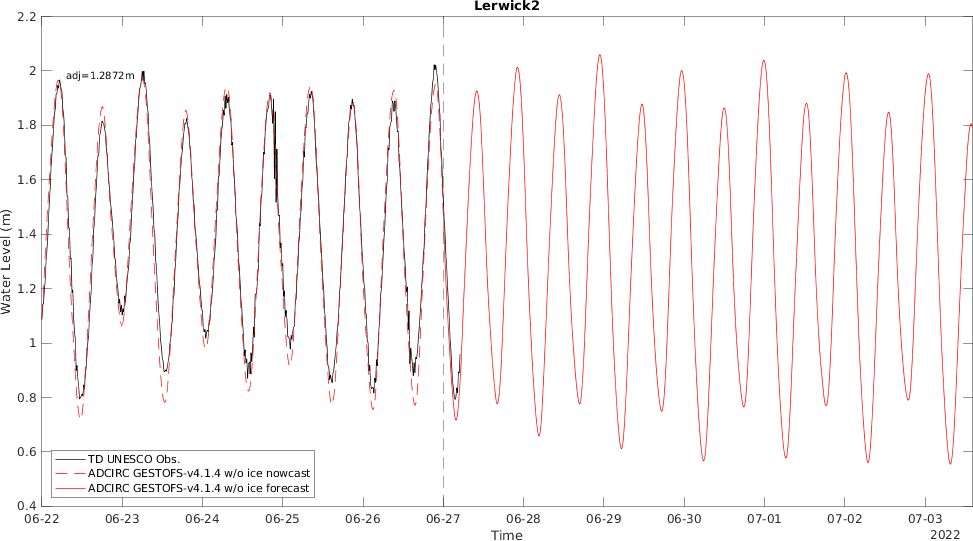 Lerwick2
2.2
2
1.8
1.6
1.4
1.2
1
0.8
0.6
0.4
Water Level (m)
adj=1.2872m
TD UNESCO Obs.
ADCIRC GESTOFS-v4.1.4 w/o ice nowcast
ADCIRC GESTOFS-v4.1.4 w/o ice forecast
06-22 06-23 06-24 06-25 06-26 06-27 06-28 06-29 06-30 07-01 07-02 07-03
2022
Time